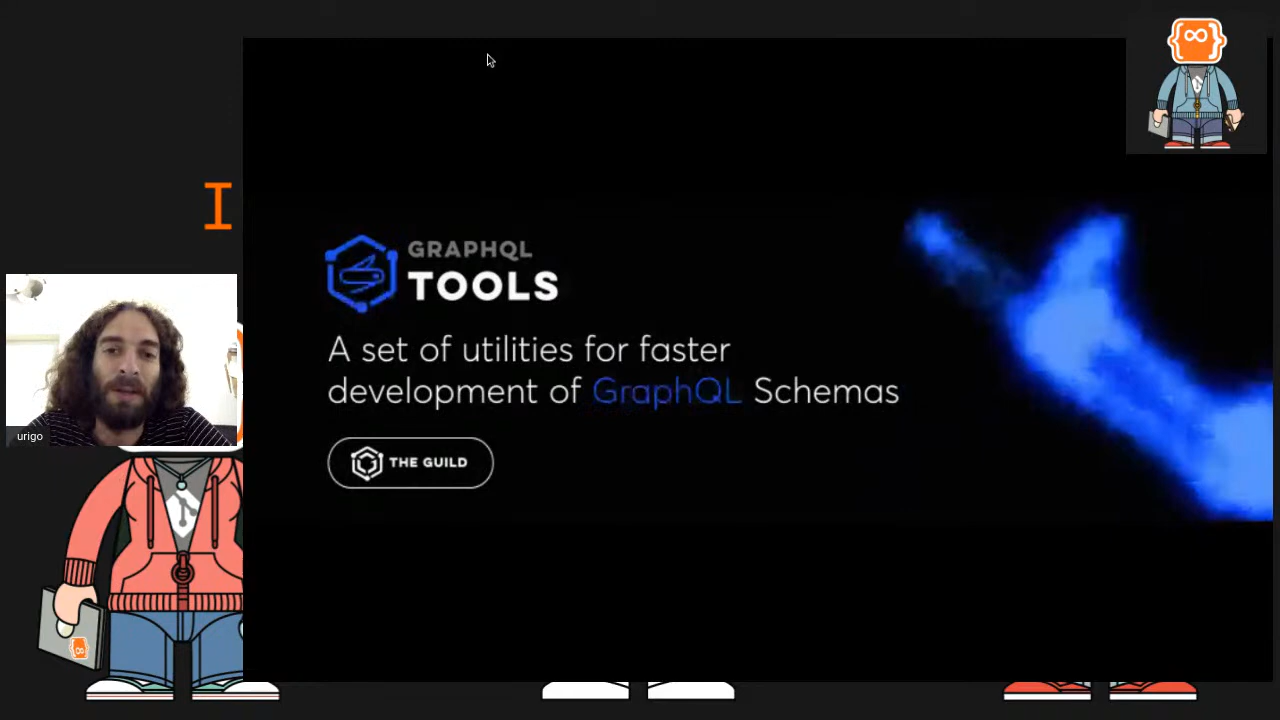 I
GRAPHQL
TOOLS
A set of utilities for faster
development of GraphQL Schemas
THE GUILD
urigo